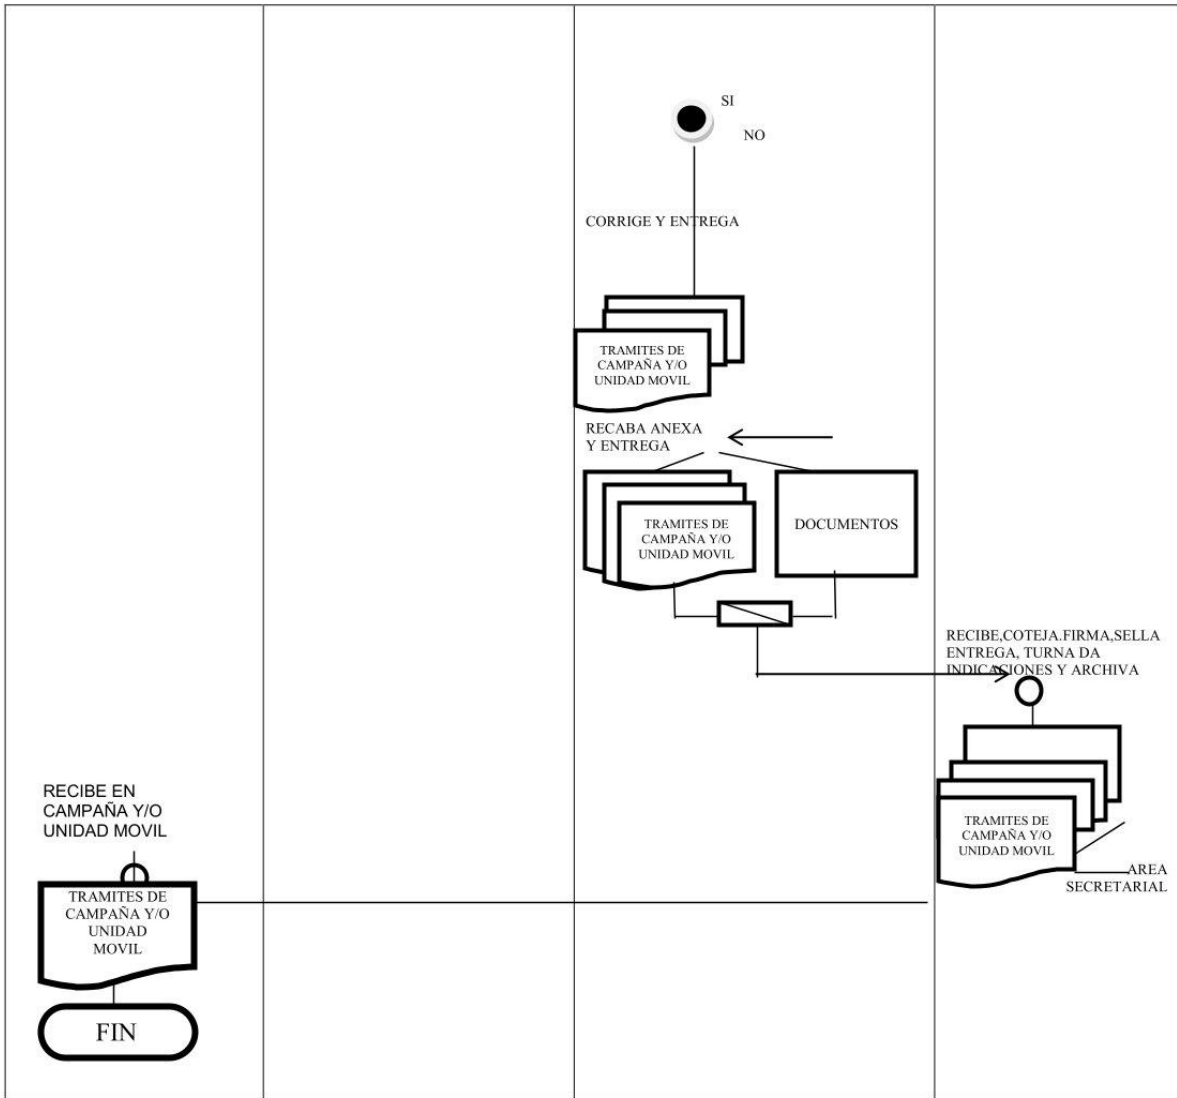 SI
NO
CORRIGE Y ENTREGA
TRAMITES DE
CAMPAÑA Y/O
UNIDAD MOVIL
RECABA ANEXA
Y ENTREGA
TRAMITES DE
CAMPAÑA Y/O
UNIDAD MOVIL
DOCUMENTOS
RECIBE,COTEJA.FIRMA,SELLA
ENTREGA, TURNA DA
INDICACIONES Y ARCHIVA
TRAMITES DE
CAMPAÑA Y/O
UNIDAD MOVIL
AREA
SECRETARIAL
RECIBE EN
CAMPAÑA Y/O
UNIDAD MOVIL
TRAMITES DE
CAMPAÑA Y/O
UNIDAD
MOVIL
FIN